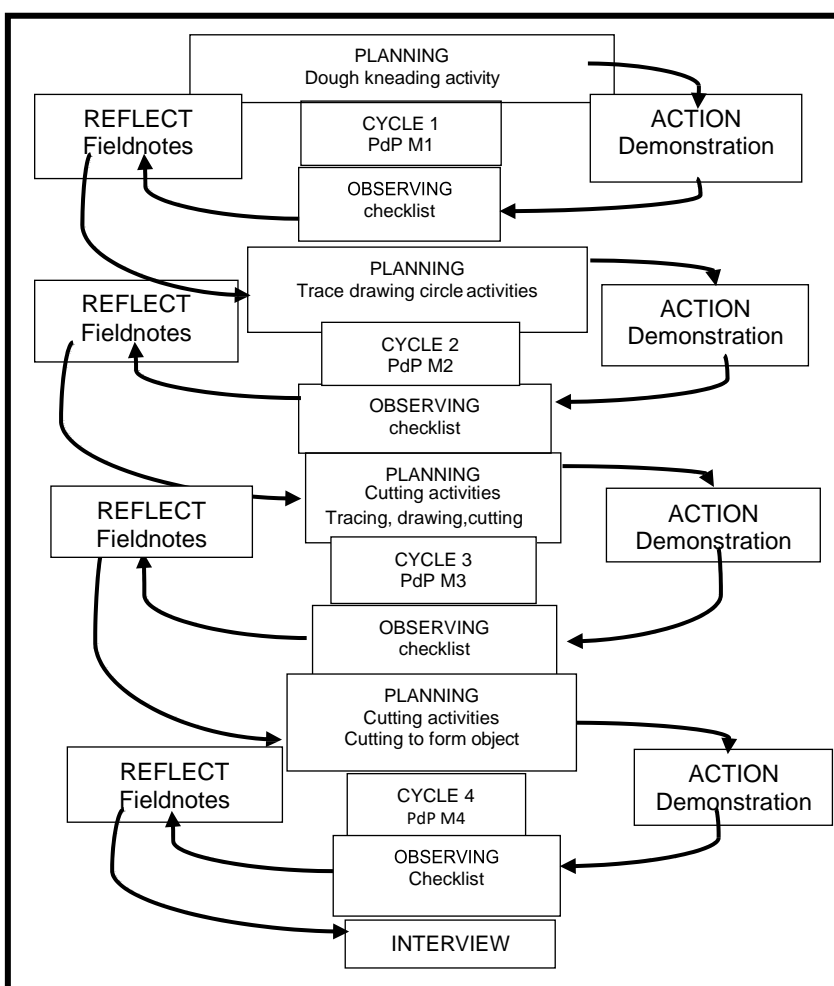 PLANNING
Dough kneading activity
REFLECT
Fieldnotes
CYCLE 1
PdP M1
ACTION
Demonstration
OBSERVING
checklist
PLANNING
Trace drawing circle activities
REFLECT
Fieldnotes
CYCLE 2
PdP M2
ACTION
Demonstration
OBSERVING
checklist
PLANNING
Cutting activities
Tracing, drawing,cutting
REFLECT
Fieldnotes
CYCLE 3
PdP M3
ACTION
Demonstration
OBSERVING
checklist
PLANNING
Cutting activities
Cutting to form object
REFLECT
Fieldnotes
CYCLE 4
PdP M4
ACTION
Demonstration
OBSERVING
Checklist
INTERVIEW